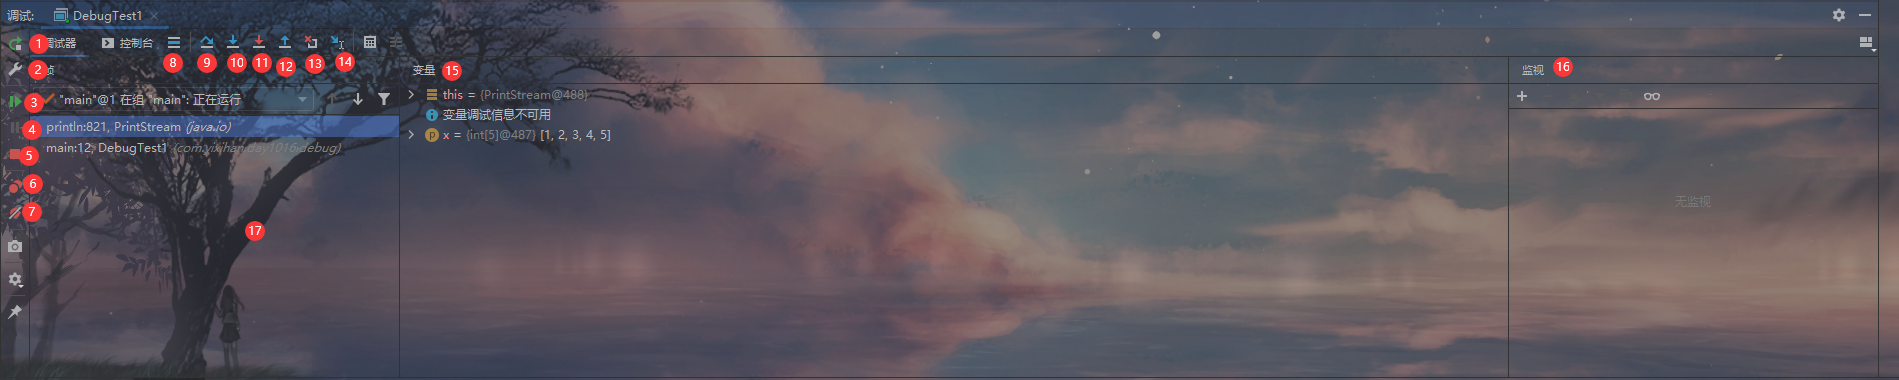 调试: DebugTest1
1 调试器 控制台
8 9 10 11 12 13 14
2 帧 变量 15 监视 16
3 "main"@1 在组 "main": 正在运行
this = {PrintStream@488}
变量调试信息不可用
4 println:821, PrintStream (java.io)
x = {int[5]@487} [1, 2, 3, 4, 5]
p
5 main:12, DebugTest1 (com.yixihan.day1016.debug)
6
7
17
无监视